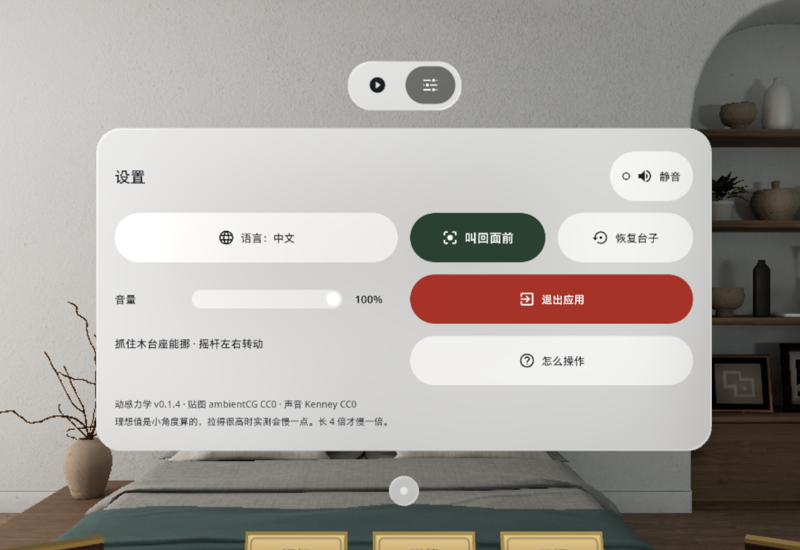 设置
静音
语言：中文
叫回面前
恢复台子
音量
100%
退出应用
抓住木台座能挪 · 摇杆左右转动
怎么操作
动感力学 v0.1.4 · 贴图 ambientCG CC0 · 声音 Kenney CC0
理想值是小角度算的，拉得很高时实测会慢一点。长 4 倍才慢一倍。